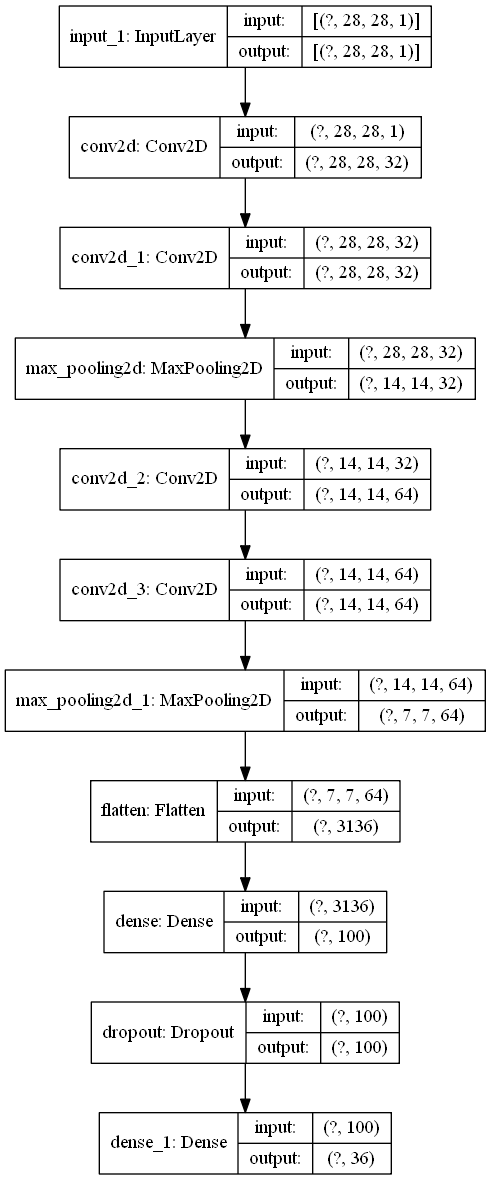 input_1: InputLayer
input: [(?, 28, 28, 1)]
output: [(?, 28, 28, 1)]
conv2d: Conv2D
input: (?, 28, 28, 1)
output: (?, 28, 28, 32)
conv2d_1: Conv2D
input: (?, 28, 28, 32)
output: (?, 28, 28, 32)
max_pooling2d: MaxPooling2D
input: (?, 28, 28, 32)
output: (?, 14, 14, 32)
conv2d_2: Conv2D
input: (?, 14, 14, 32)
output: (?, 14, 14, 64)
conv2d_3: Conv2D
input: (?, 14, 14, 64)
output: (?, 14, 14, 64)
max_pooling2d_1: MaxPooling2D
input: (?, 14, 14, 64)
output: (?, 7, 7, 64)
flatten: Flatten
input: (?, 7, 7, 64)
output: (?, 3136)
dense: Dense
input: (?, 3136)
output: (?, 100)
dropout: Dropout
input: (?, 100)
output: (?, 100)
dense_1: Dense
input: (?, 100)
output: (?, 36)